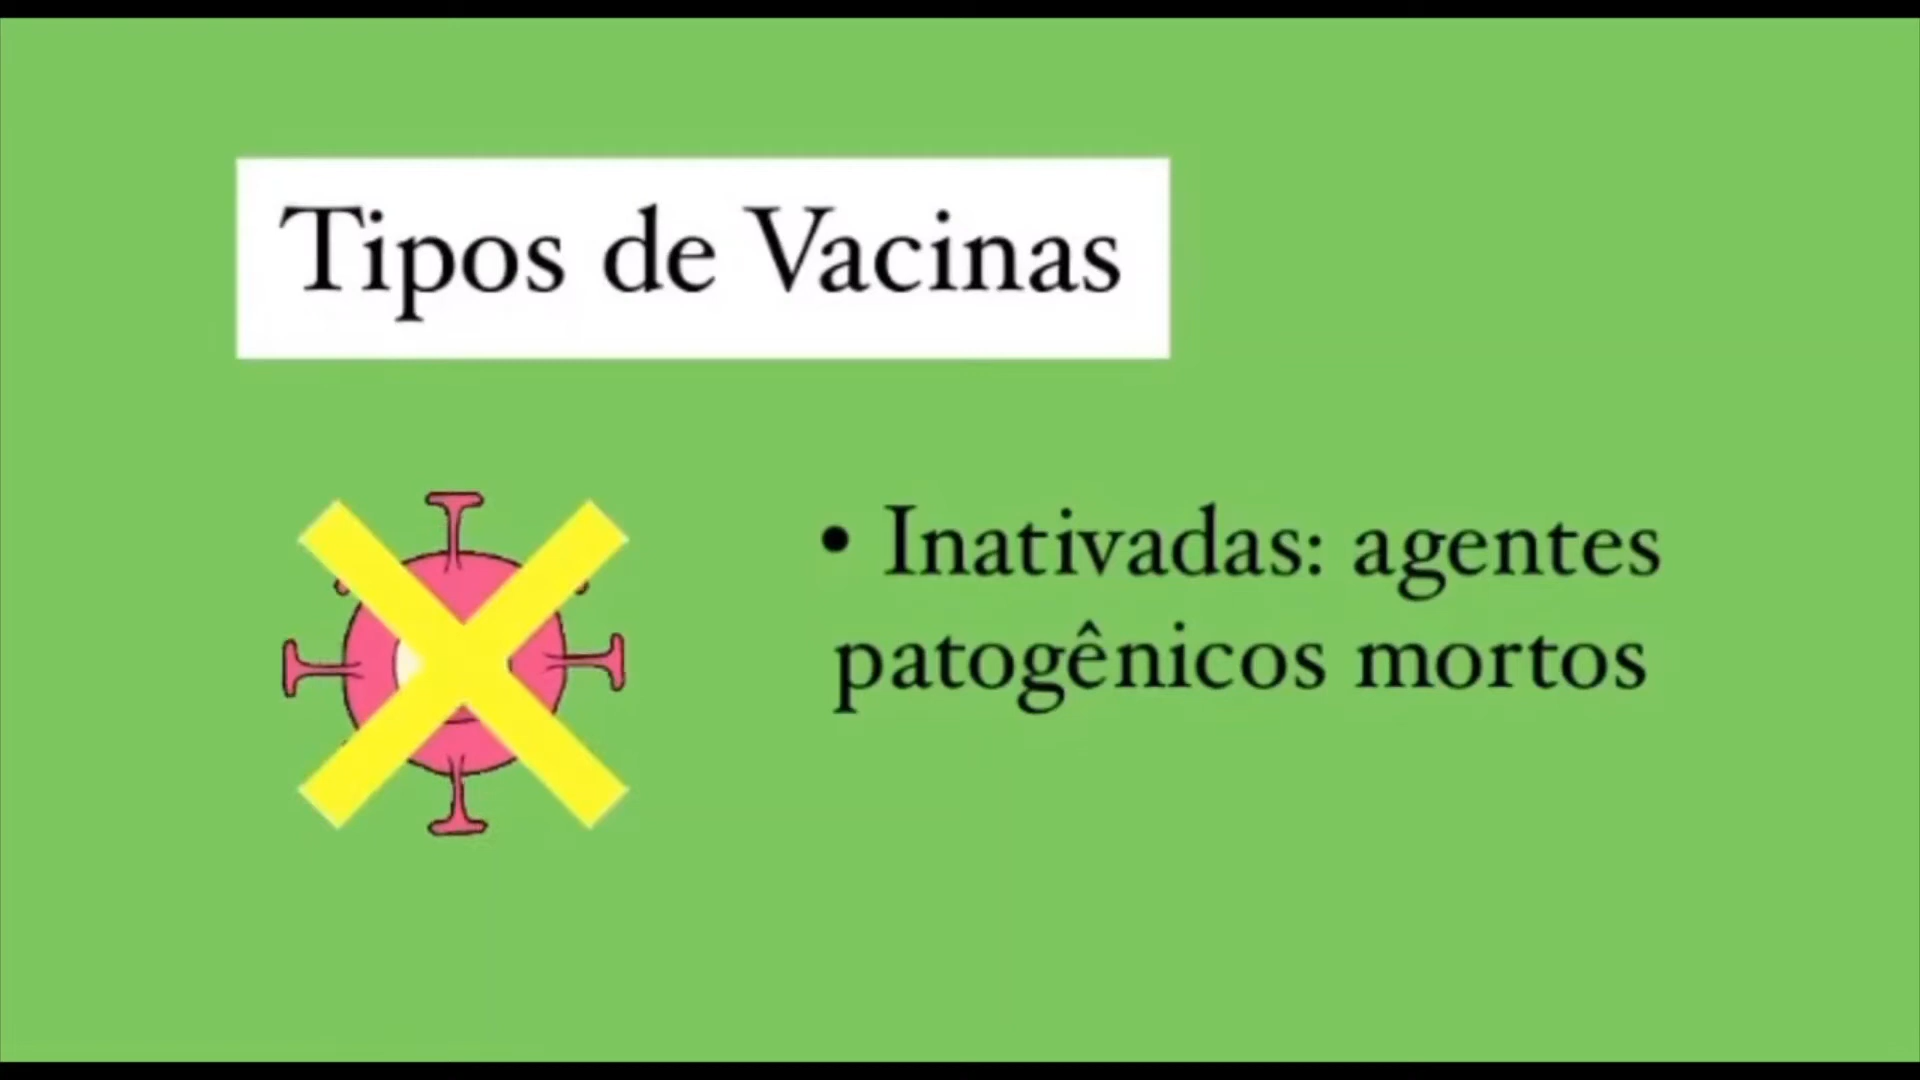 Tipos de Vacinas
• Inativadas: agentes
patogênicos mortos